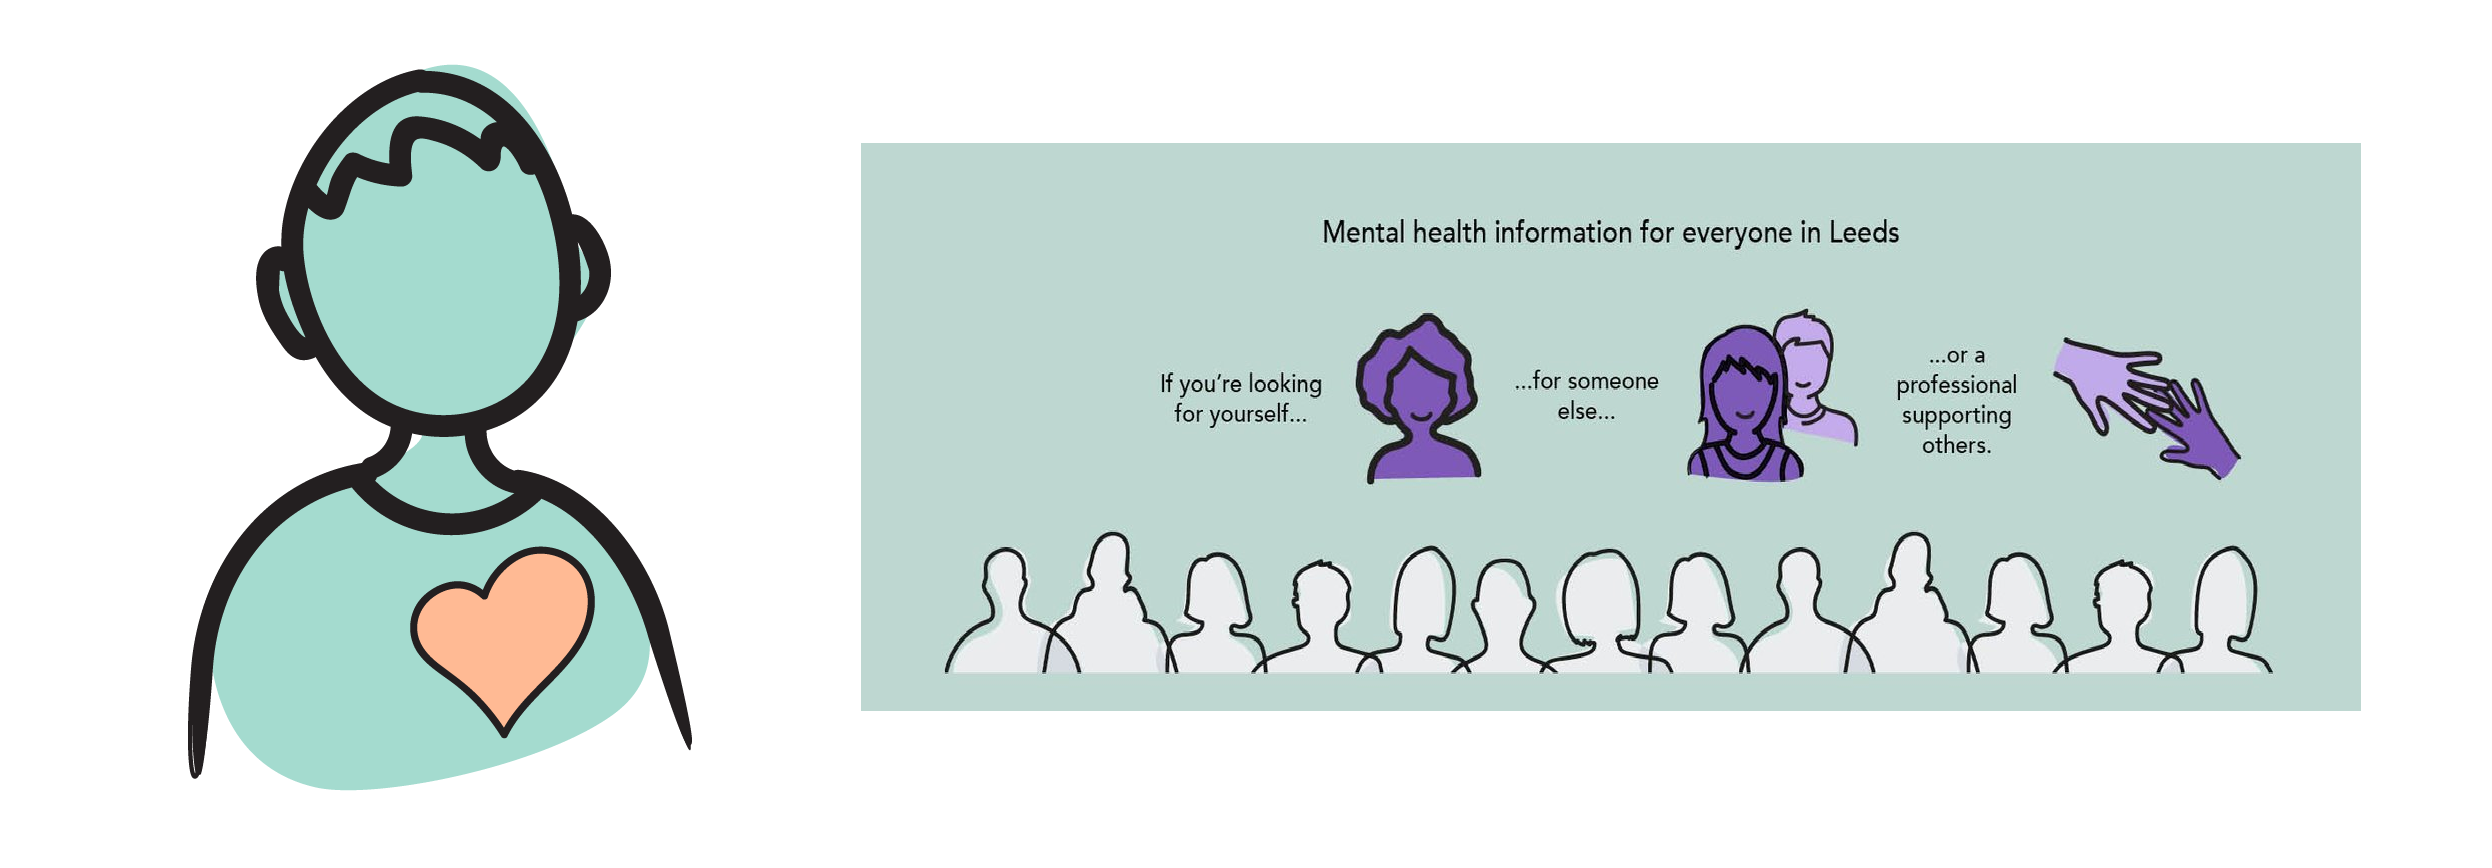 Mental health information for everyone in Leeds
If you're looking
for yourself...
...for someone
else...
...or a
professional
supporting
others.